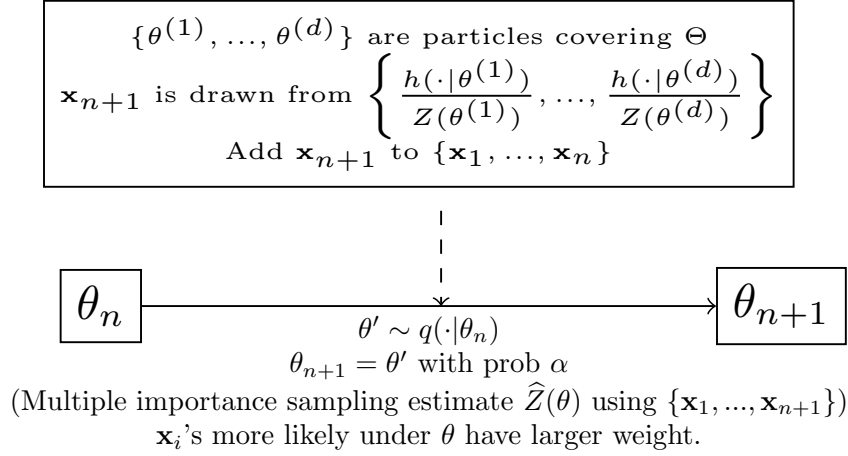 {θ^(1), ..., θ^(d)} are particles covering Θ
𝐱_{n+1} is drawn from { h(·|θ^(1)) / Z(θ^(1)), ..., h(·|θ^(d)) / Z(θ^(d)) }
Add 𝐱_{n+1} to {𝐱_1, ..., 𝐱_n}
θ_n
θ_{n+1}
θ′ ∼ q(·|θ_n)
θ_{n+1} = θ′ with prob α
(Multiple importance sampling estimate Ẑ(θ) using {𝐱_1, ..., 𝐱_{n+1}})
𝐱_i's more likely under θ have larger weight.